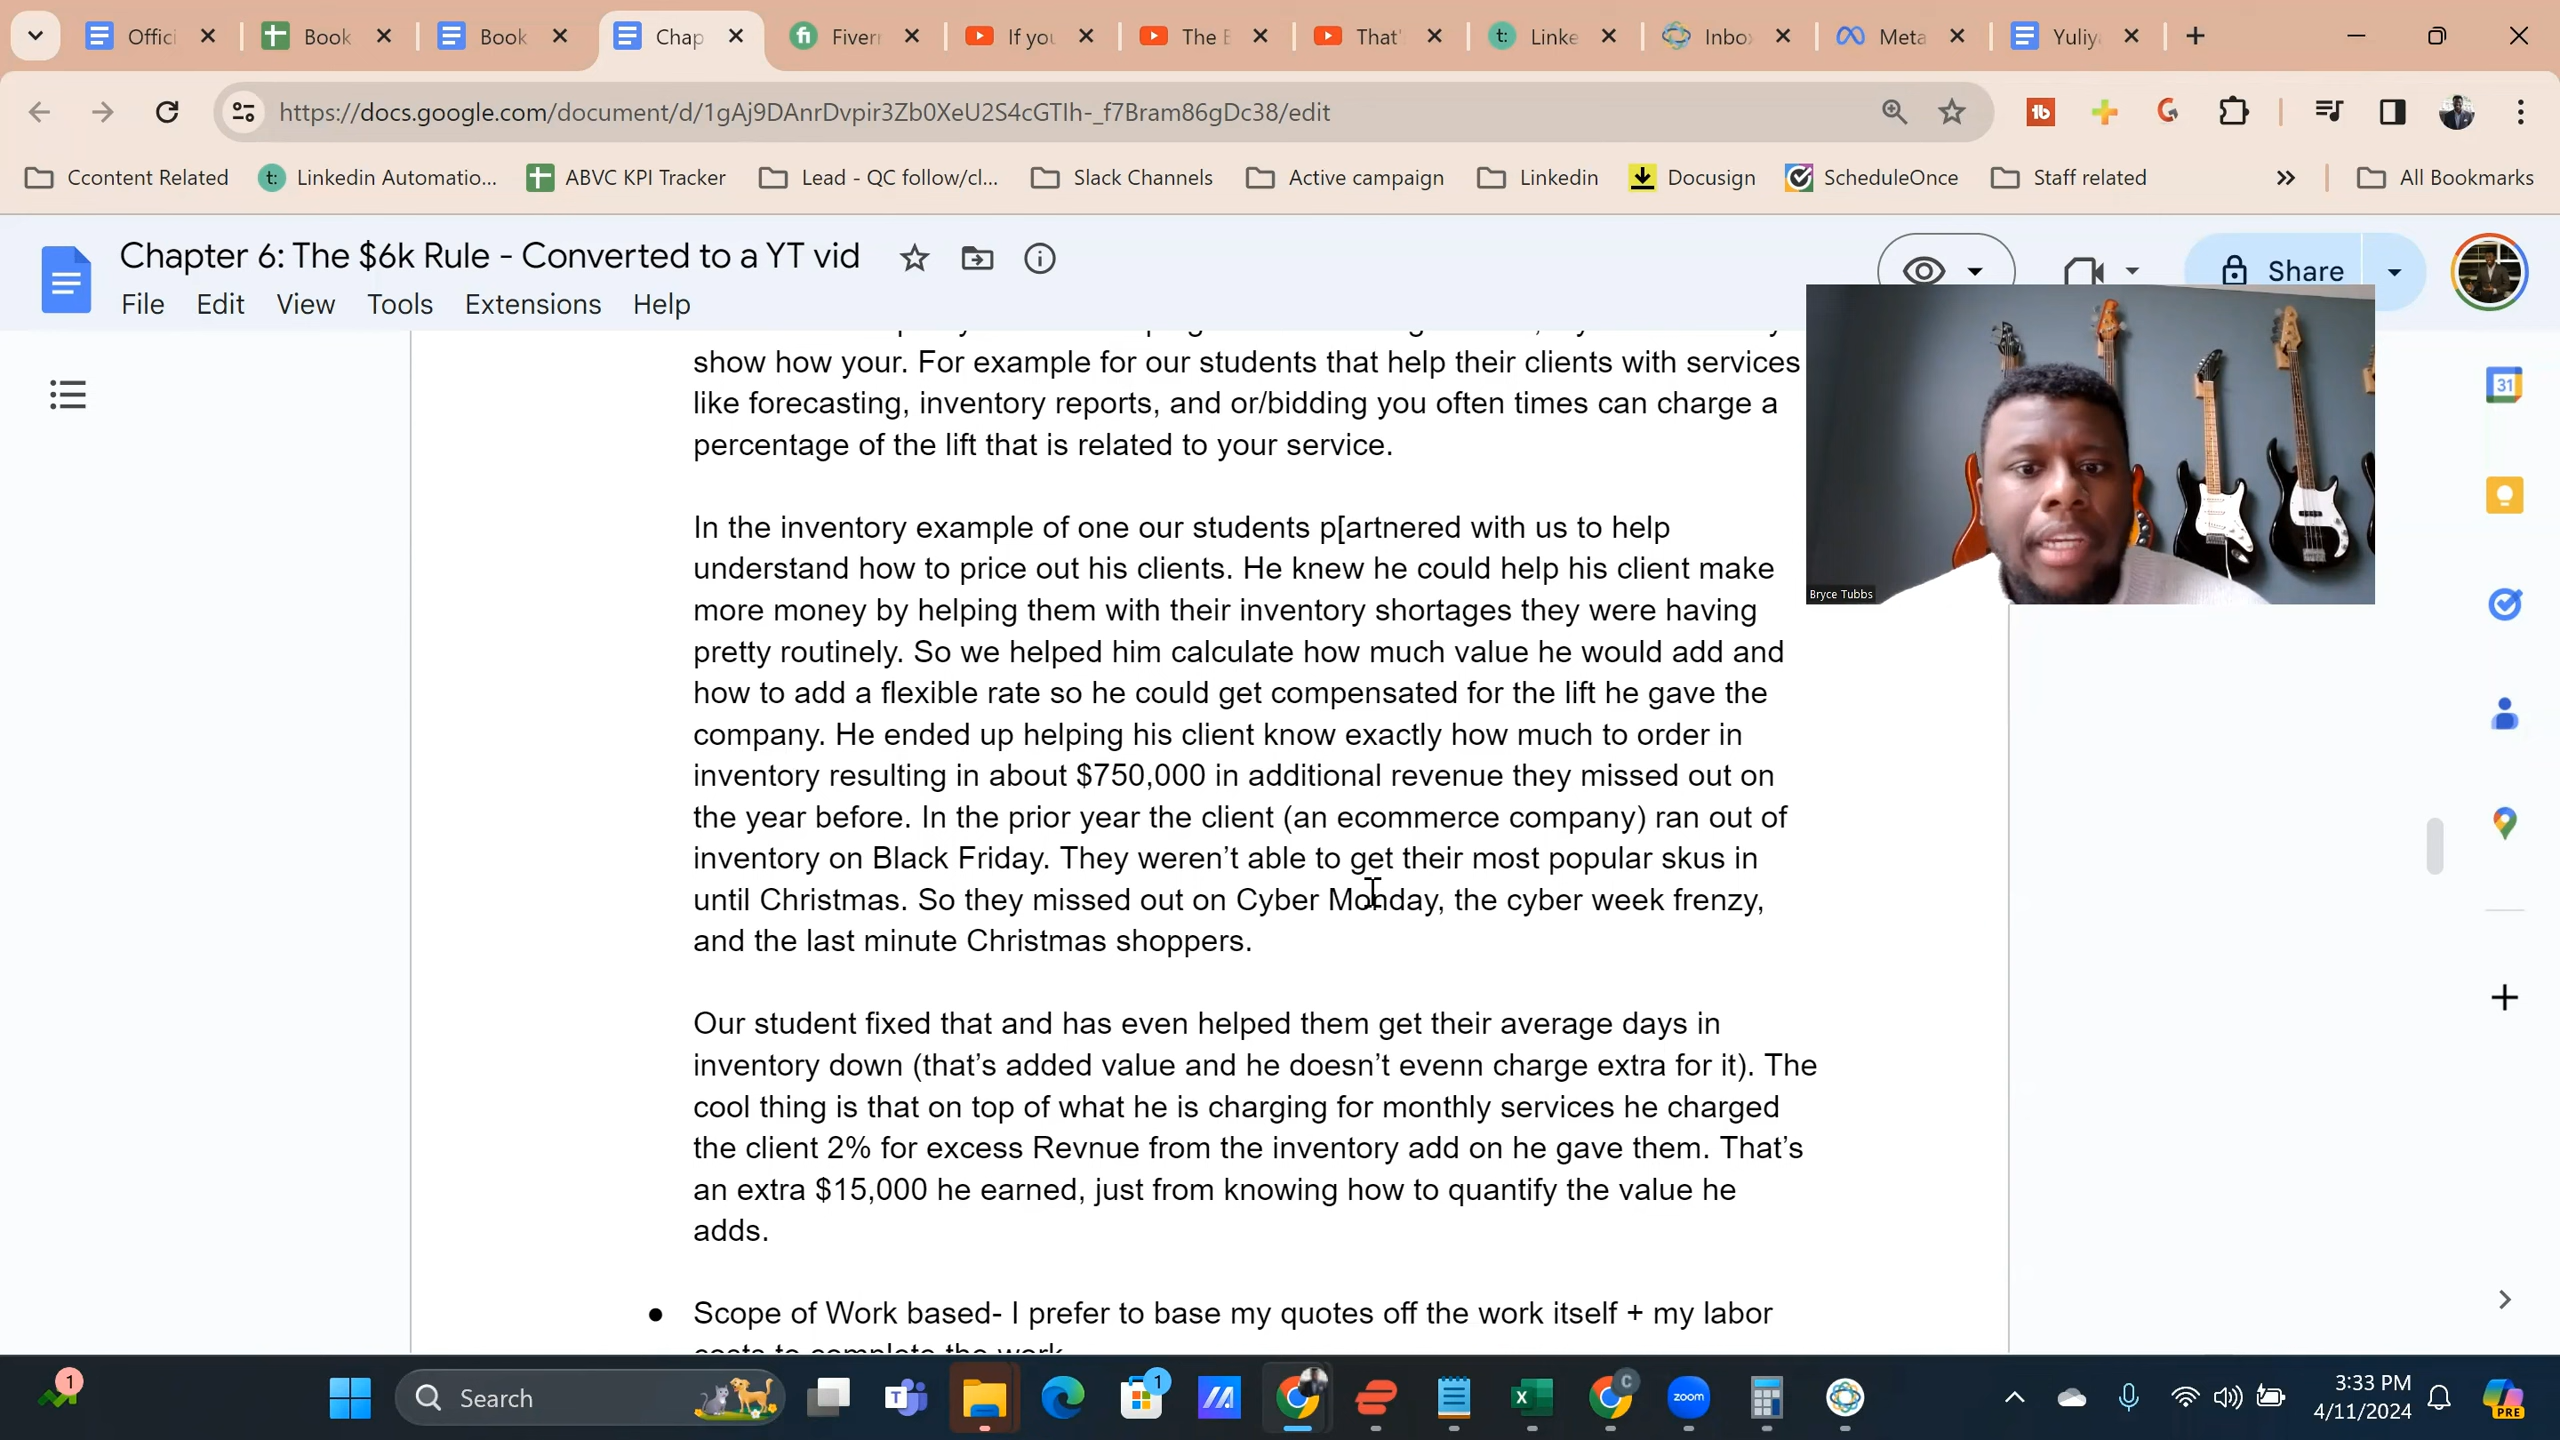 Offici
Book
Book
Chap
Fiverr
If you
The E
That'
Linke
Inbo
Meta
Yuliy
https://docs.google.com/document/d/1gAj9DAnrDvpir3Zb0XeU2S4cGTIh-_f7Bram86gDc38/edit
Ccontent Related
Linkedin Automatio...
ABVC KPI Tracker
Lead - QC follow/cl...
Slack Channels
Active campaign
Linkedin
Docusign
ScheduleOnce
Staff related
All Bookmarks
Chapter 6: The $6k Rule - Converted to a YT vid
Share
File Edit View Tools Extensions Help
show how your. For example for our students that help their clients with services
like forecasting, inventory reports, and or/bidding you often times can charge a
percentage of the lift that is related to your service.
In the inventory example of one our students p[artnered with us to help
understand how to price out his clients. He knew he could help his client make
more money by helping them with their inventory shortages they were having
pretty routinely. So we helped him calculate how much value he would add and
how to add a flexible rate so he could get compensated for the lift he gave the
company. He ended up helping his client know exactly how much to order in
inventory resulting in about $750,000 in additional revenue they missed out on
the year before. In the prior year the client (an ecommerce company) ran out of
inventory on Black Friday. They weren't able to get their most popular skus in
until Christmas. So they missed out on Cyber Monday, the cyber week frenzy,
and the last minute Christmas shoppers.
Our student fixed that and has even helped them get their average days in
inventory down (that's added value and he doesn't evenn charge extra for it). The
cool thing is that on top of what he is charging for monthly services he charged
the client 2% for excess Revnue from the inventory add on he gave them. That's
an extra $15,000 he earned, just from knowing how to quantify the value he
adds.
● Scope of Work based- I prefer to base my quotes off the work itself + my labor
costs to complete the work
Bryce Tubbs
31
1
Search
1
C
zoom
3:33 PM
4/11/2024
PRE